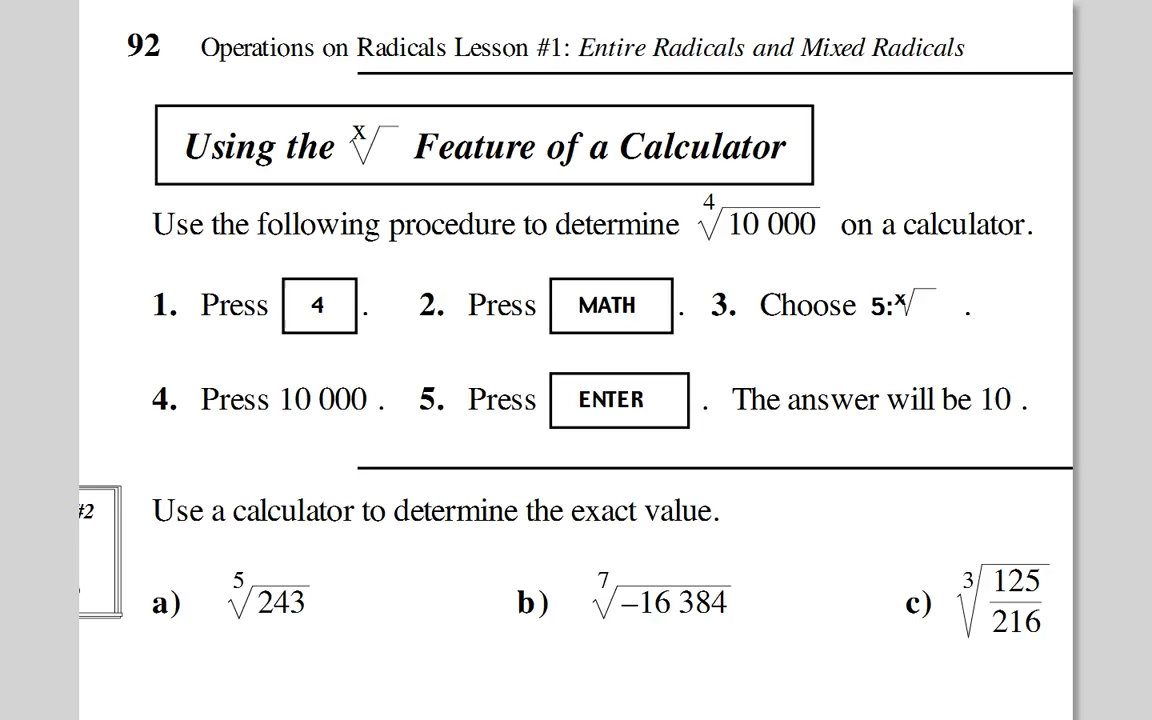 92 Operations on Radicals Lesson #1: Entire Radicals and Mixed Radicals
Using the ˣ√ Feature of a Calculator
Use the following procedure to determine ⁴√10 000 on a calculator.
1. Press 4 . 2. Press MATH . 3. Choose 5:ˣ√ .
4. Press 10 000 . 5. Press ENTER . The answer will be 10 .
#2
Use a calculator to determine the exact value.
a) ⁵√243 b) ⁷√–16 384 c) ³√125/216